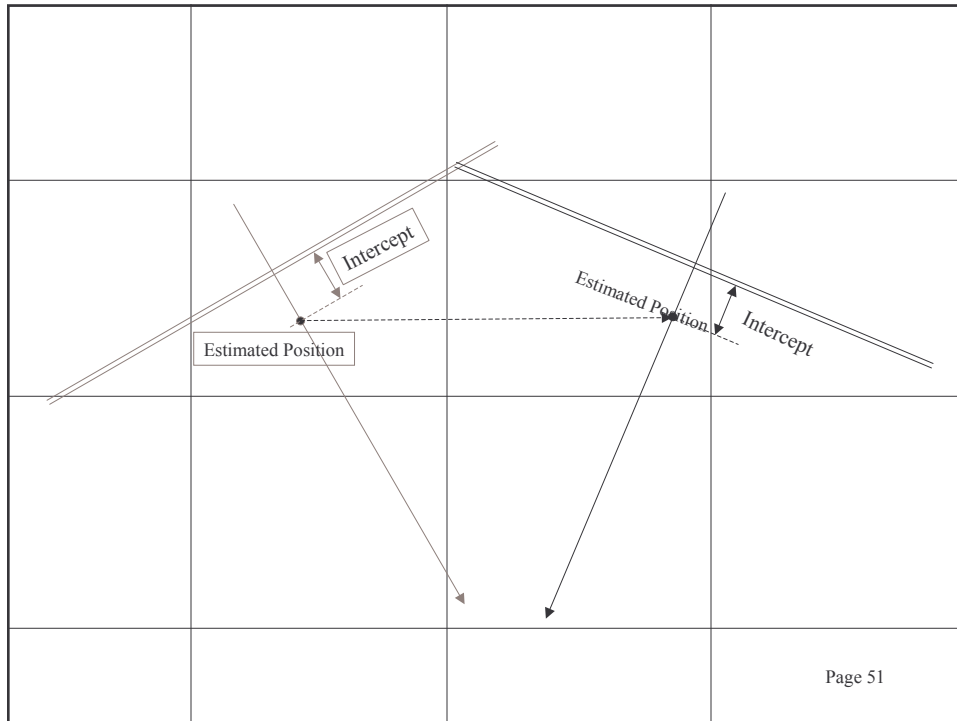 Intercept
Estimated Position
Estimated Position
Intercept
Page 51